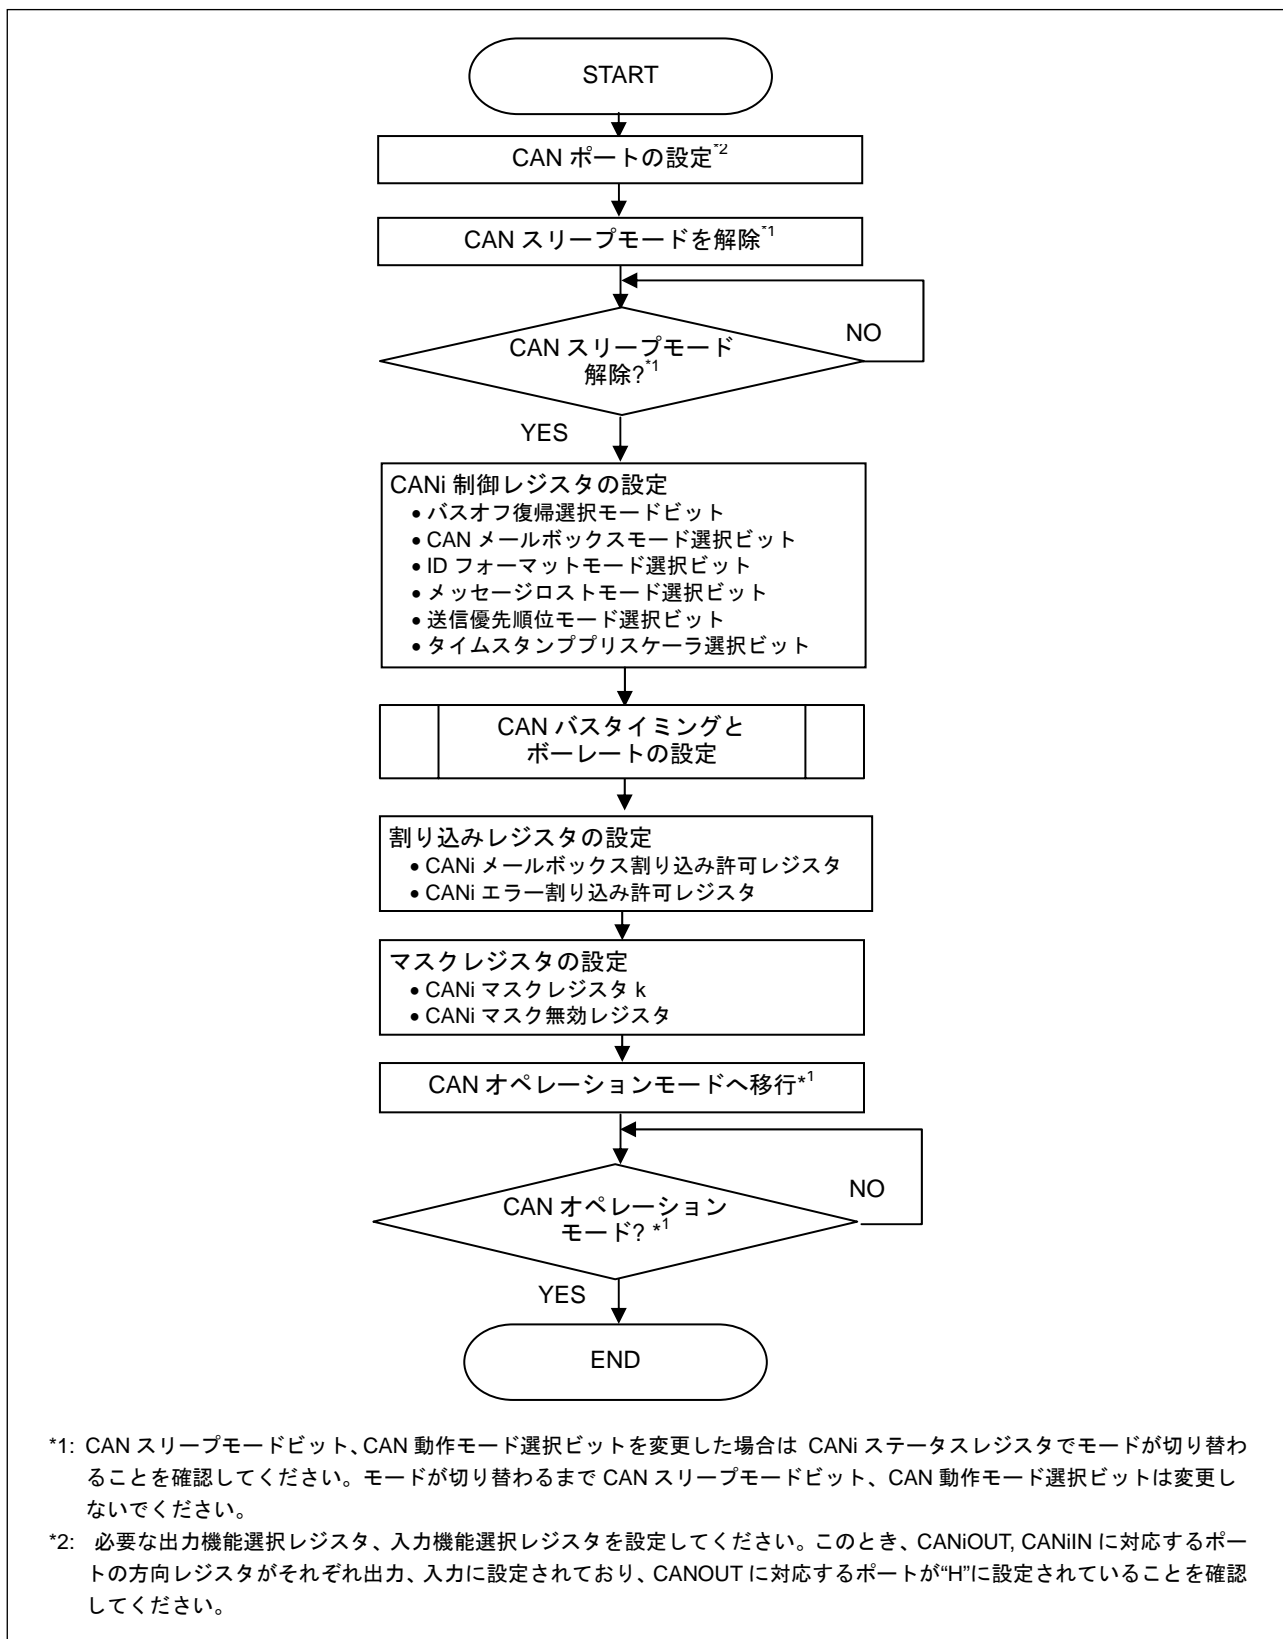 START
CAN ポートの設定*2
CAN スリープモードを解除*1
NO
CAN スリープモード
解除?*1
YES
CANi 制御レジスタの設定
• バスオフ復帰選択モードビット
• CAN メールボックスモード選択ビット
• ID フォーマットモード選択ビット
• メッセージロストモード選択ビット
• 送信優先順位モード選択ビット
• タイムスタンププリスケーラ選択ビット
CAN バスタイミングと
ボーレートの設定
割り込みレジスタの設定
• CANi メールボックス割り込み許可レジスタ
• CANi エラー割り込み許可レジスタ
マスクレジスタの設定
• CANi マスクレジスタ k
• CANi マスク無効レジスタ
CAN オペレーションモードへ移行*1
NO
CAN オペレーション
モード? *1
YES
END
*1: CAN スリープモードビット、CAN 動作モード選択ビットを変更した場合は CANi ステータスレジスタでモードが切り替わ
ることを確認してください。モードが切り替わるまで CAN スリープモードビット、CAN 動作モード選択ビットは変更し
ないでください。
*2: 必要な出力機能選択レジスタ、入力機能選択レジスタを設定してください。このとき、CANiOUT, CANiIN に対応するポー
トの方向レジスタがそれぞれ出力、入力に設定されており、CANOUT に対応するポートが“H”に設定されていることを確認
してください。